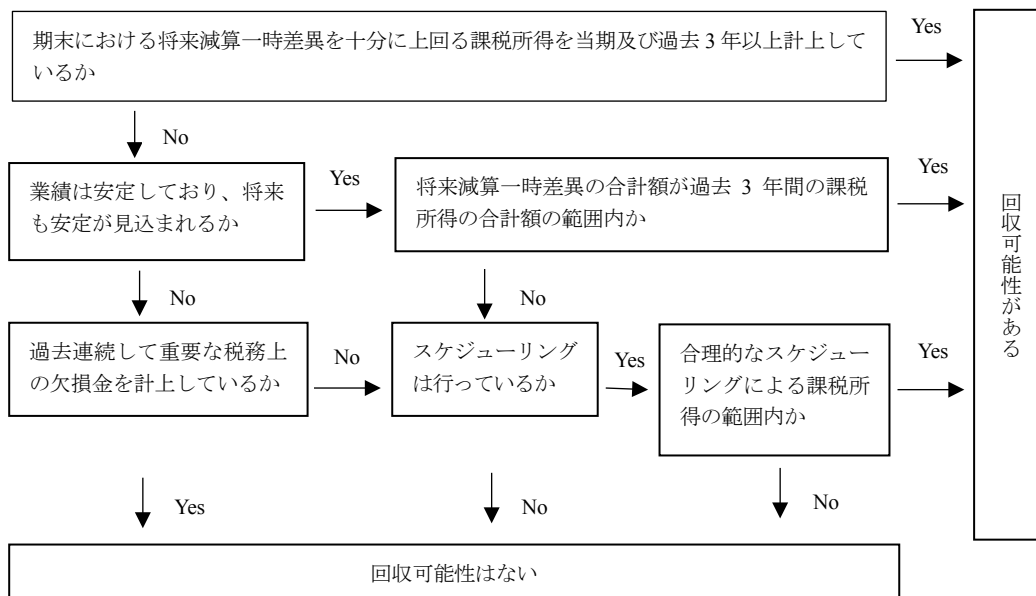 期末における将来減算一時差異を十分に上回る課税所得を当期及び過去 3 年以上計上して
いるか
Yes
No
業績は安定しており、将来
も安定が見込まれるか
Yes
将来減算一時差異の合計額が過去 3 年間の課税
所得の合計額の範囲内か
Yes
回収可能性がある
No
No
過去連続して重要な税務上
の欠損金を計上しているか
No
スケジューリング
は行っているか
Yes
合理的なスケジュー
リングによる課税所
得の範囲内か
Yes
Yes
No
No
回収可能性はない